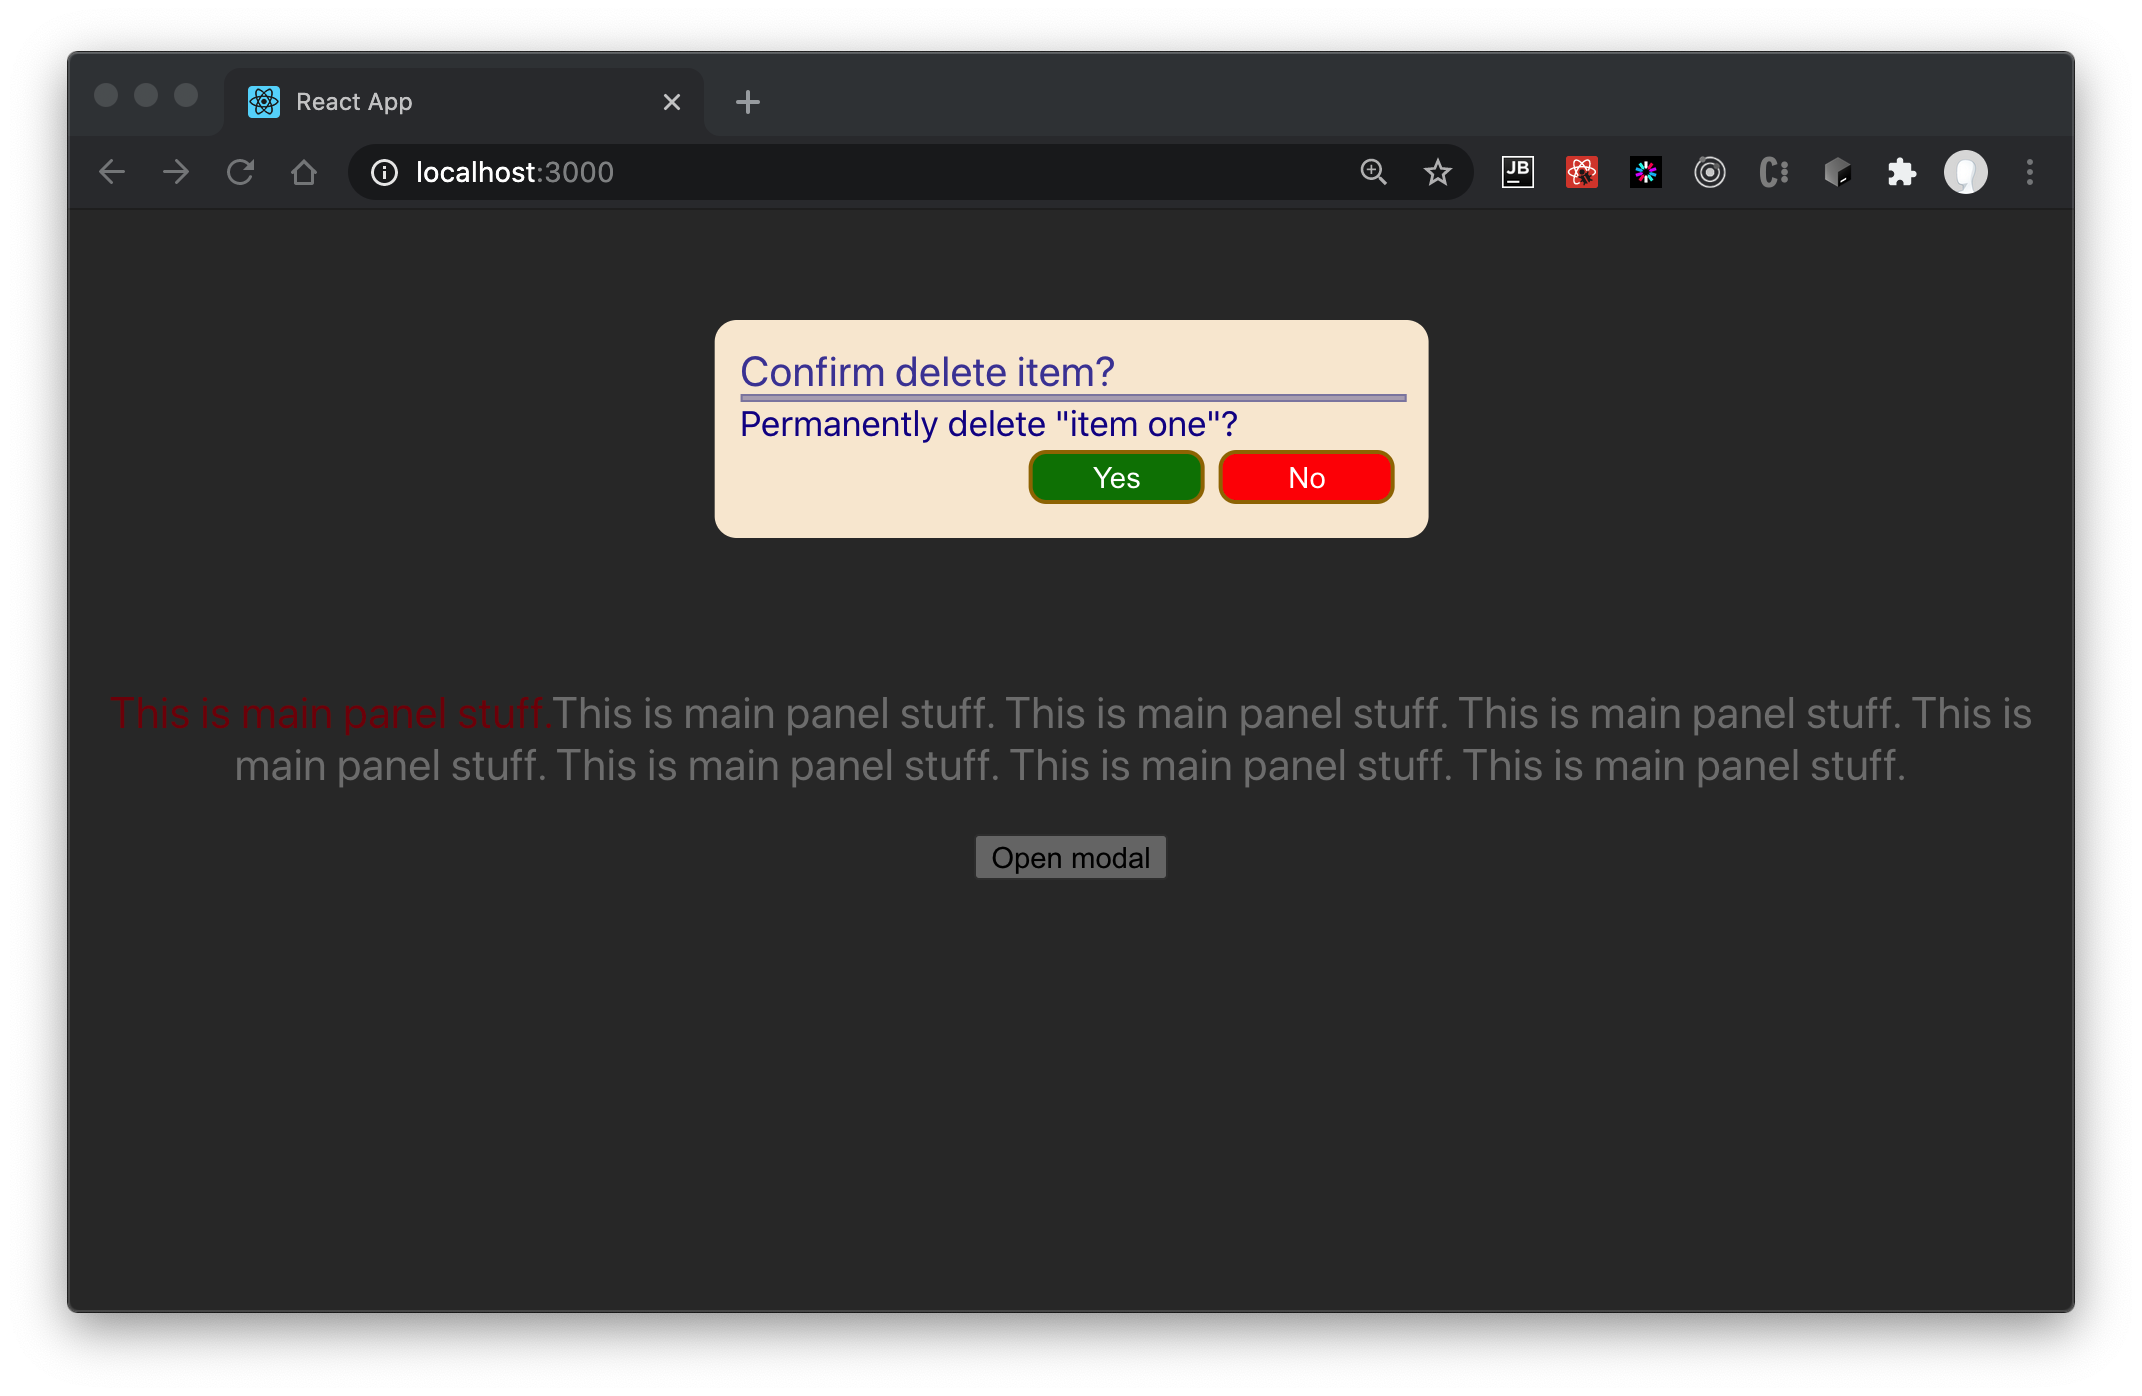 React App
localhost:3000
JB
Confirm delete item?
Permanently delete "item one"?
Yes No
This is main panel stuff.This is main panel stuff. This is main panel stuff. This is main panel stuff. This is
main panel stuff. This is main panel stuff. This is main panel stuff. This is main panel stuff.
Open modal